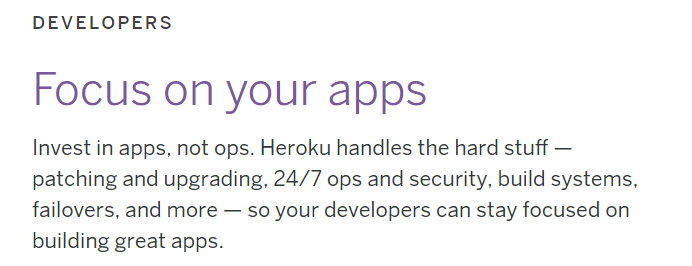 DEVELOPERS
Focus on your apps
Invest in apps, not ops. Heroku handles the hard stuff —
patching and upgrading, 24/7 ops and security, build systems,
failovers, and more — so your developers can stay focused on
building great apps.